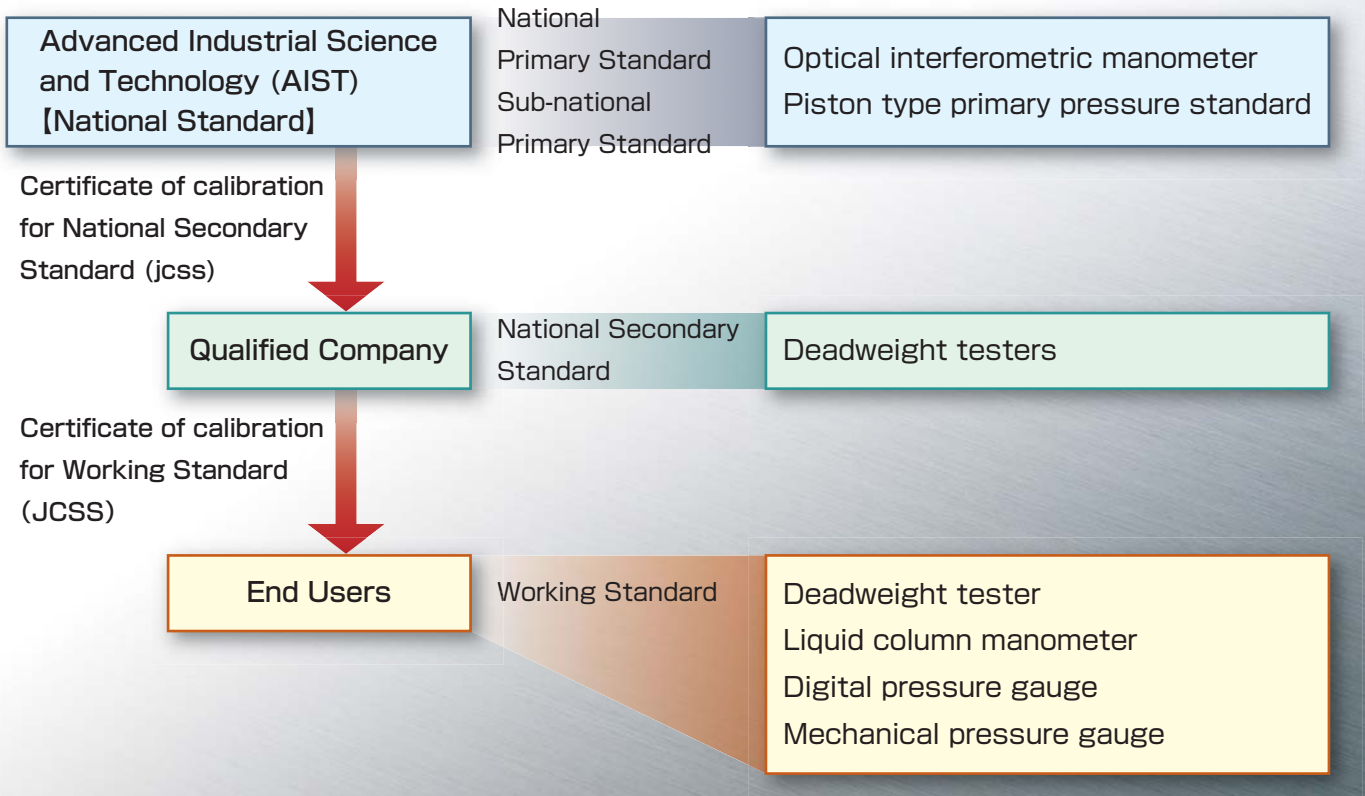 Advanced Industrial Science
and Technology (AIST)
【National Standard】
National
Primary Standard
Sub-national
Primary Standard
Optical interferometric manometer
Piston type primary pressure standard
Certificate of calibration
for National Secondary
Standard (jcss)
Qualified Company
National Secondary
Standard
Deadweight testers
Certificate of calibration
for Working Standard
(JCSS)
End Users
Working Standard
Deadweight tester
Liquid column manometer
Digital pressure gauge
Mechanical pressure gauge